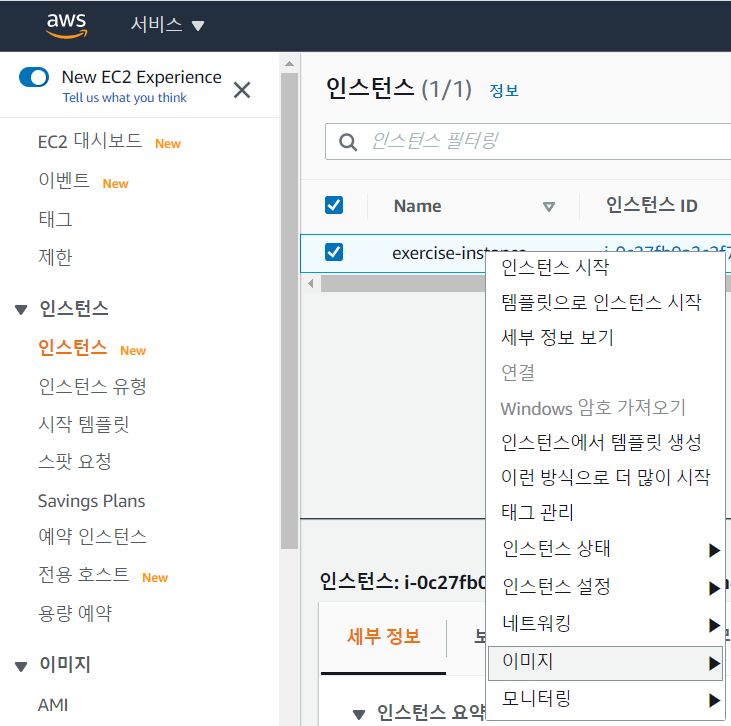 aws
서비스
New EC2 Experience
Tell us what you think
EC2 대시보드 New
이벤트 New
태그
제한
인스턴스
인스턴스 New
인스턴스 유형
시작 템플릿
스팟 요청
Savings Plans
예약 인스턴스
전용 호스트 New
용량 예약
이미지
AMI
인스턴스 (1/1) 정보
인스턴스 필터링
Name
인스턴스 ID
인스턴스 시작
템플릿으로 인스턴스 시작
세부 정보 보기
연결
Windows 암호 가져오기
인스턴스에서 템플릿 생성
이런 방식으로 더 많이 시작
태그 관리
인스턴스 상태
인스턴스 설정
네트워킹
이미지
모니터링
인스턴스: i-0c27fb0
세부 정보
인스턴스 요약